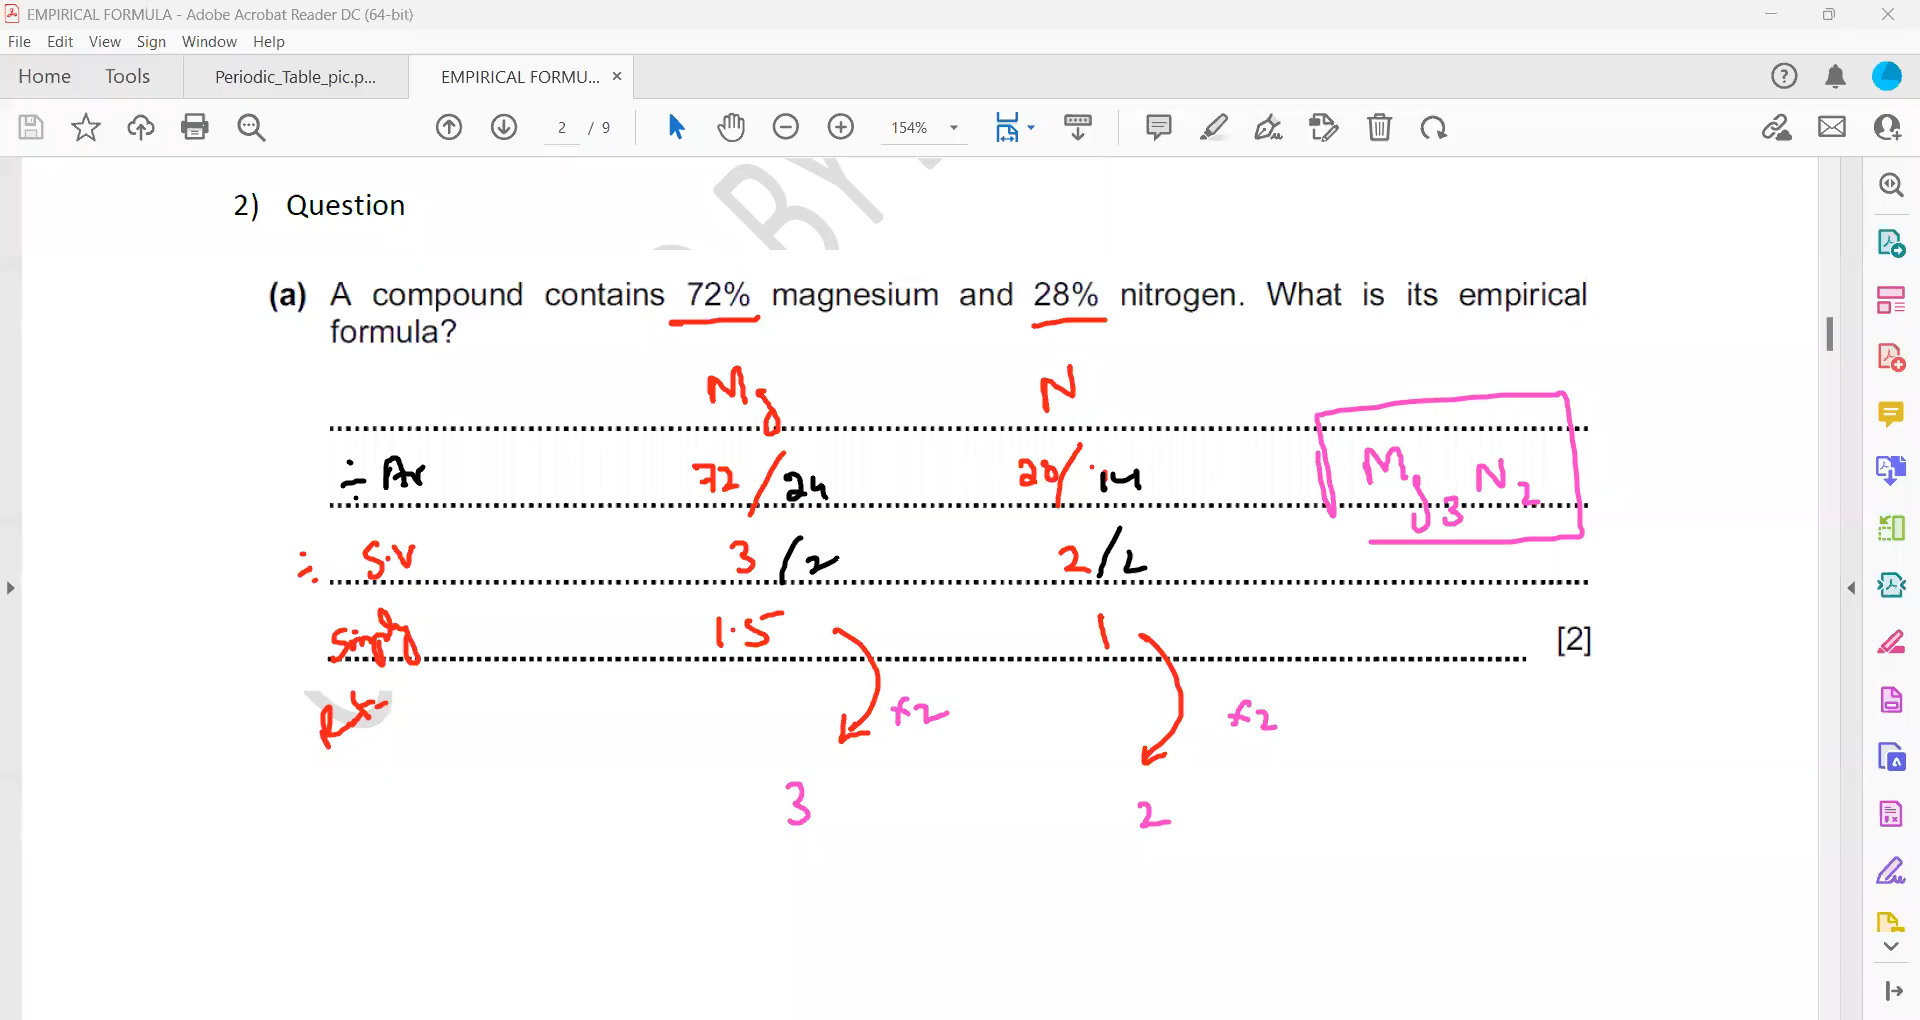 EMPIRICAL FORMULA - Adobe Acrobat Reader DC (64-bit)
File Edit View Sign Window Help
Home Tools Periodic_Table_pic.p... EMPIRICAL FORMU... ×
2 / 9 154%
BY
2) Question
(a) A compound contains 72% magnesium and 28% nitrogen. What is its empirical
formula?
Mg N
÷ Ar 72/24 28/14
Mg3N2
÷ S.V 3/2 2/2
simply 1.5 1 [2]
×2 ×2
3 2